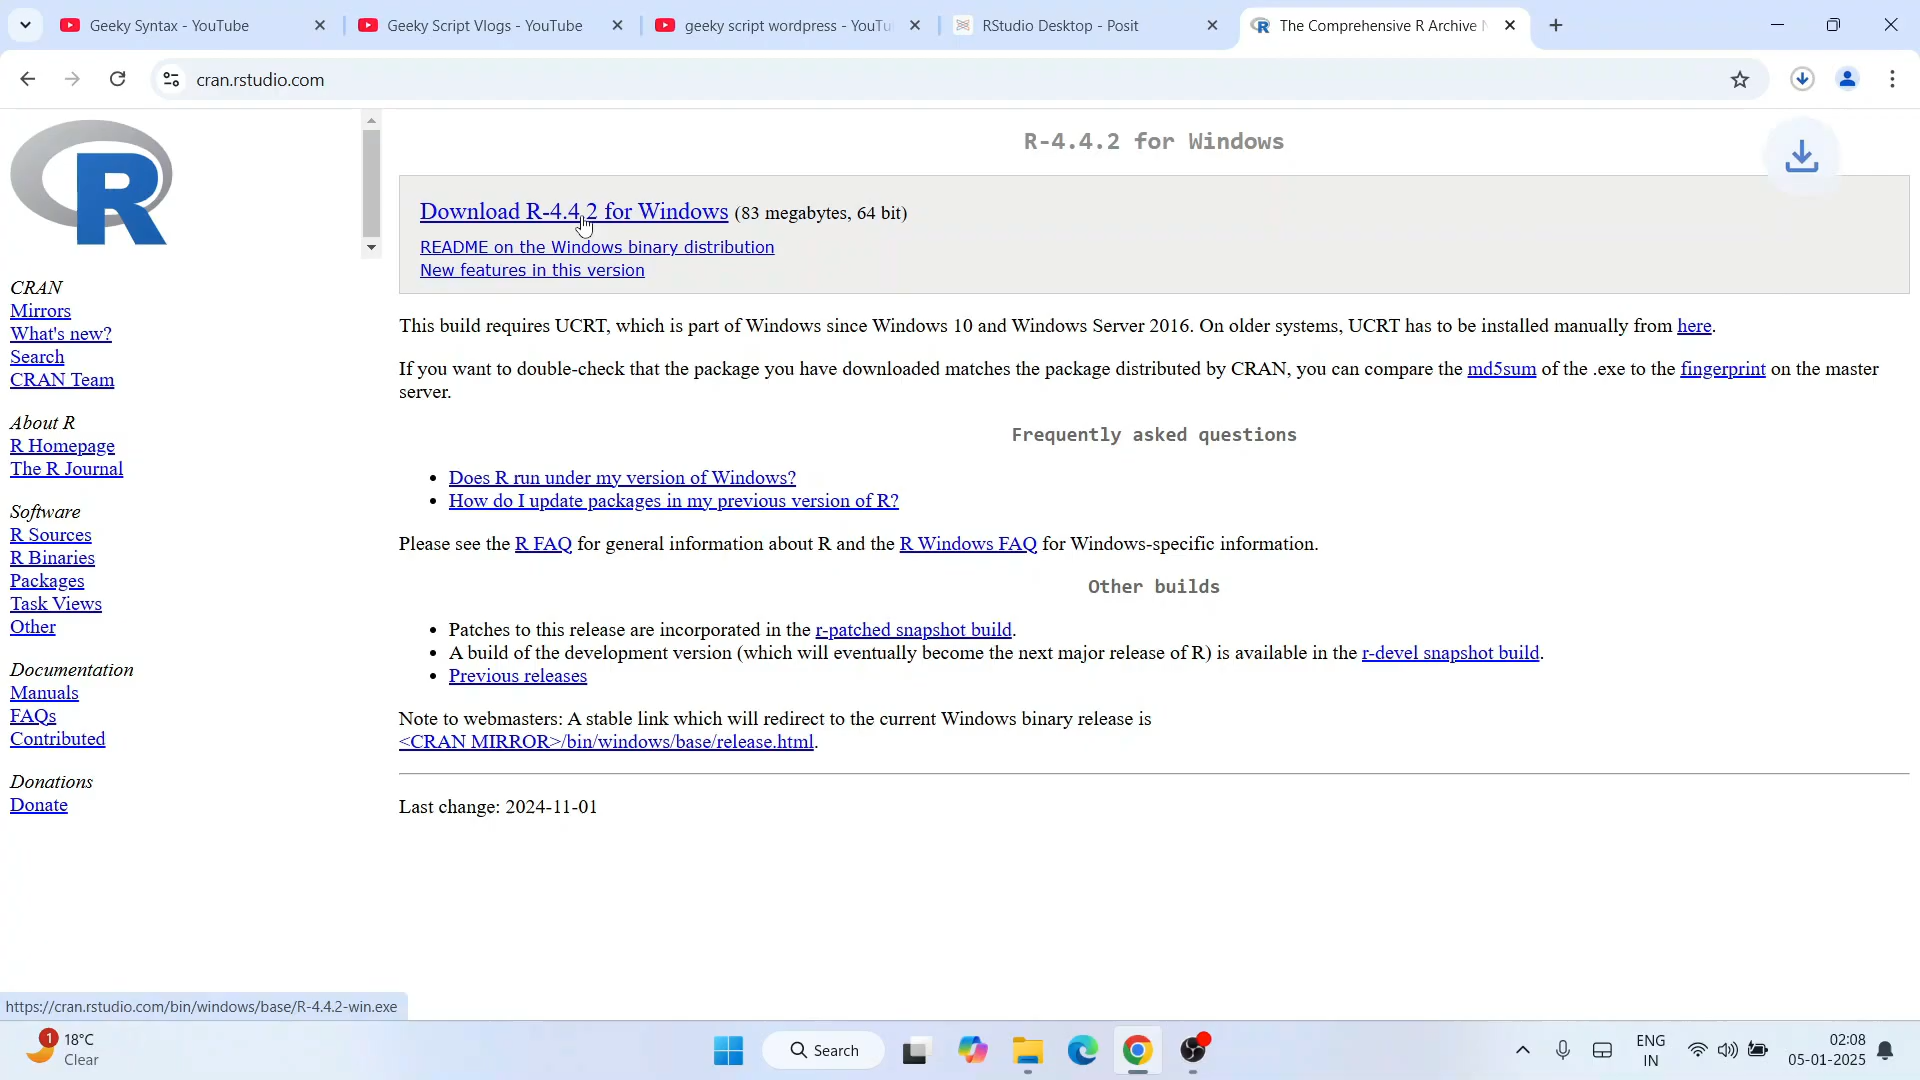 Geeky Syntax - YouTube
Geeky Script Vlogs - YouTube
geeky script wordpress - YouTu
RStudio Desktop - Posit
The Comprehensive R Archive N
cran.rstudio.com
R
CRAN
Mirrors
What's new?
Search
CRAN Team
About R
R Homepage
The R Journal
Software
R Sources
R Binaries
Packages
Task Views
Other
Documentation
Manuals
FAQs
Contributed
Donations
Donate
R-4.4.2 for Windows
Download R-4.4.2 for Windows (83 megabytes, 64 bit)
README on the Windows binary distribution
New features in this version
This build requires UCRT, which is part of Windows since Windows 10 and Windows Server 2016. On older systems, UCRT has to be installed manually from here.
If you want to double-check that the package you have downloaded matches the package distributed by CRAN, you can compare the md5sum of the .exe to the fingerprint on the master
server.
Frequently asked questions
• Does R run under my version of Windows?
• How do I update packages in my previous version of R?
Please see the R FAQ for general information about R and the R Windows FAQ for Windows-specific information.
Other builds
• Patches to this release are incorporated in the r-patched snapshot build.
• A build of the development version (which will eventually become the next major release of R) is available in the r-devel snapshot build.
• Previous releases
Note to webmasters: A stable link which will redirect to the current Windows binary release is
<CRAN MIRROR>/bin/windows/base/release.html.
Last change: 2024-11-01
https://cran.rstudio.com/bin/windows/base/R-4.4.2-win.exe
1
18°C
Clear
Search
ENG
IN
02:08
05-01-2025